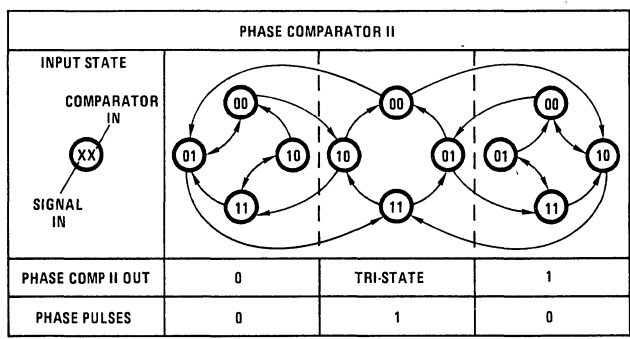 PHASE COMPARATOR II
INPUT STATE
COMPARATOR
IN
XX
SIGNAL
IN
00 00 00
01 10 10 01 01 10
11 11 11
PHASE COMP II OUT 0 TRI-STATE 1
PHASE PULSES 0 1 0